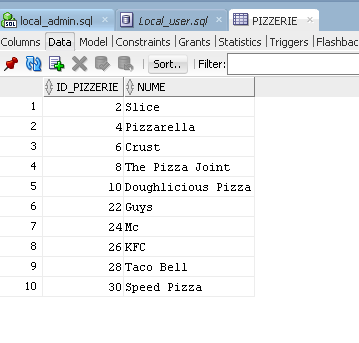 local_admin.sql Local_user.sql PIZZERIE
Columns Data Model Constraints Grants Statistics Triggers Flashbac
Sort.. Filter:
ID_PIZZERIE NUME
1 2 Slice
2 4 Pizzarella
3 6 Crust
4 8 The Pizza Joint
5 10 Doughlicious Pizza
6 22 Guys
7 24 Mc
8 26 KFC
9 28 Taco Bell
10 30 Speed Pizza